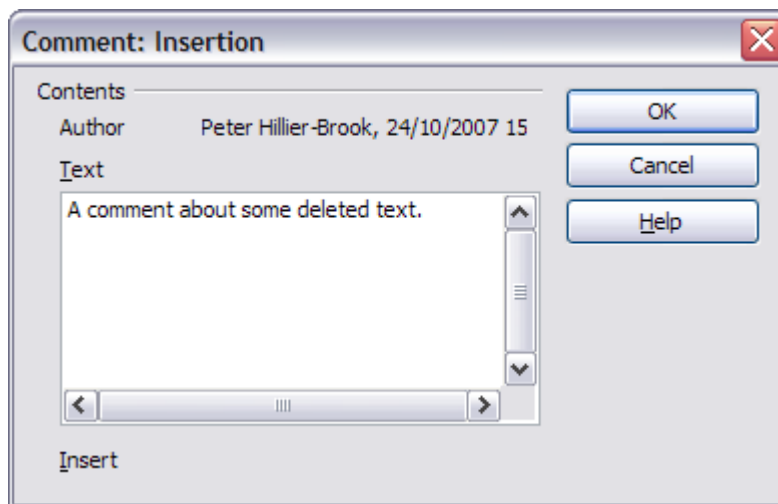 Comment: Insertion
Contents
Author Peter Hillier-Brook, 24/10/2007 15
Text
A comment about some deleted text.
Insert
OK
Cancel
Help